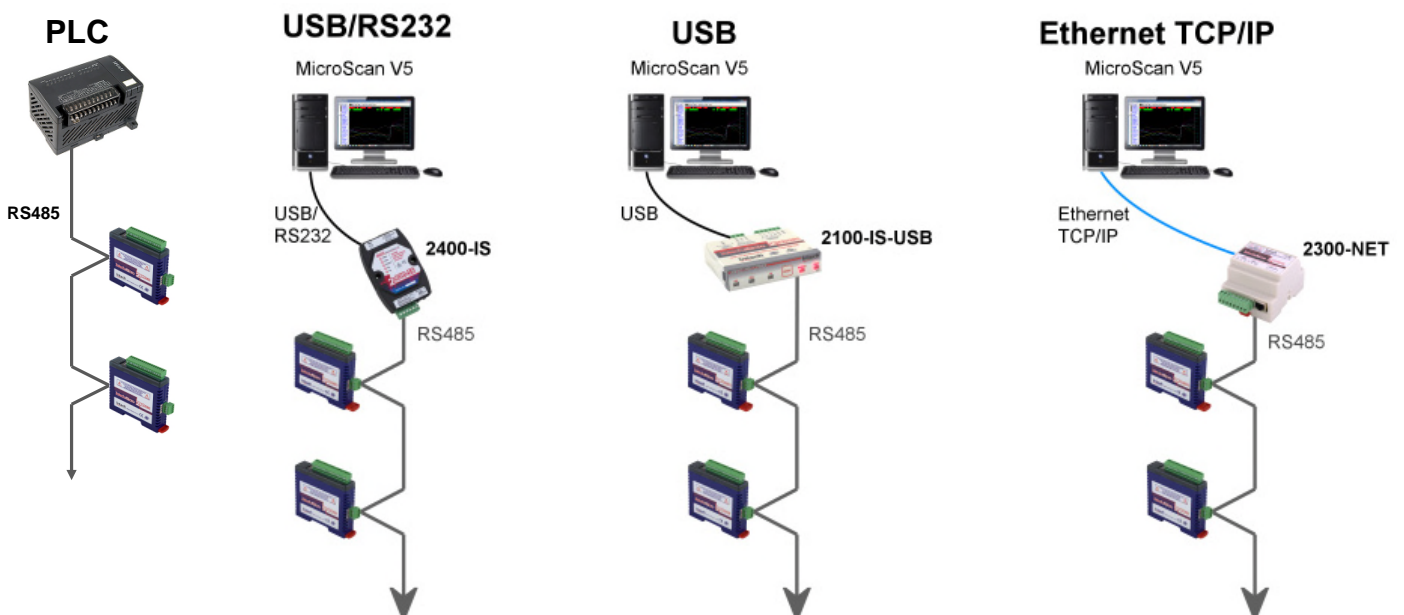 PLC
RS485
USB/RS232
MicroScan V5
USB/
RS232
2400-IS
RS485
USB
MicroScan V5
USB
2100-IS-USB
RS485
Ethernet TCP/IP
MicroScan V5
Ethernet
TCP/IP
2300-NET
RS485